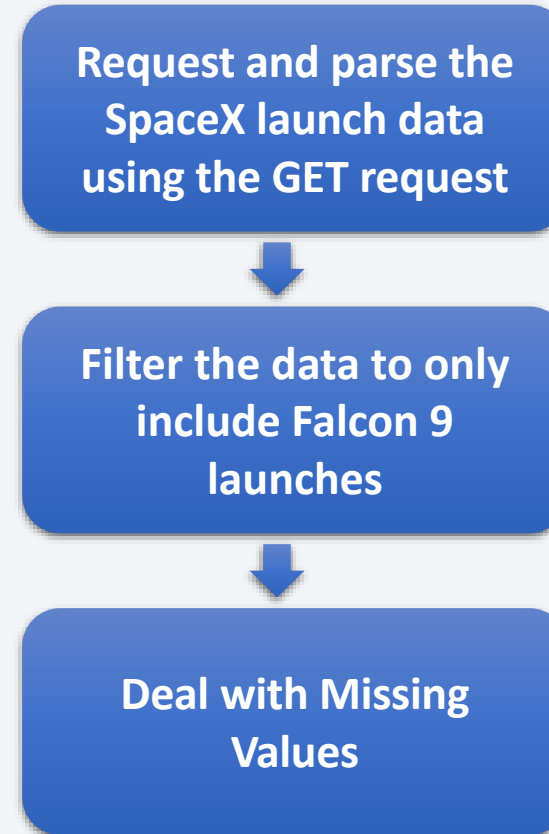 Request and parse the
SpaceX launch data
using the GET request
Filter the data to only
include Falcon 9
launches
Deal with Missing
Values